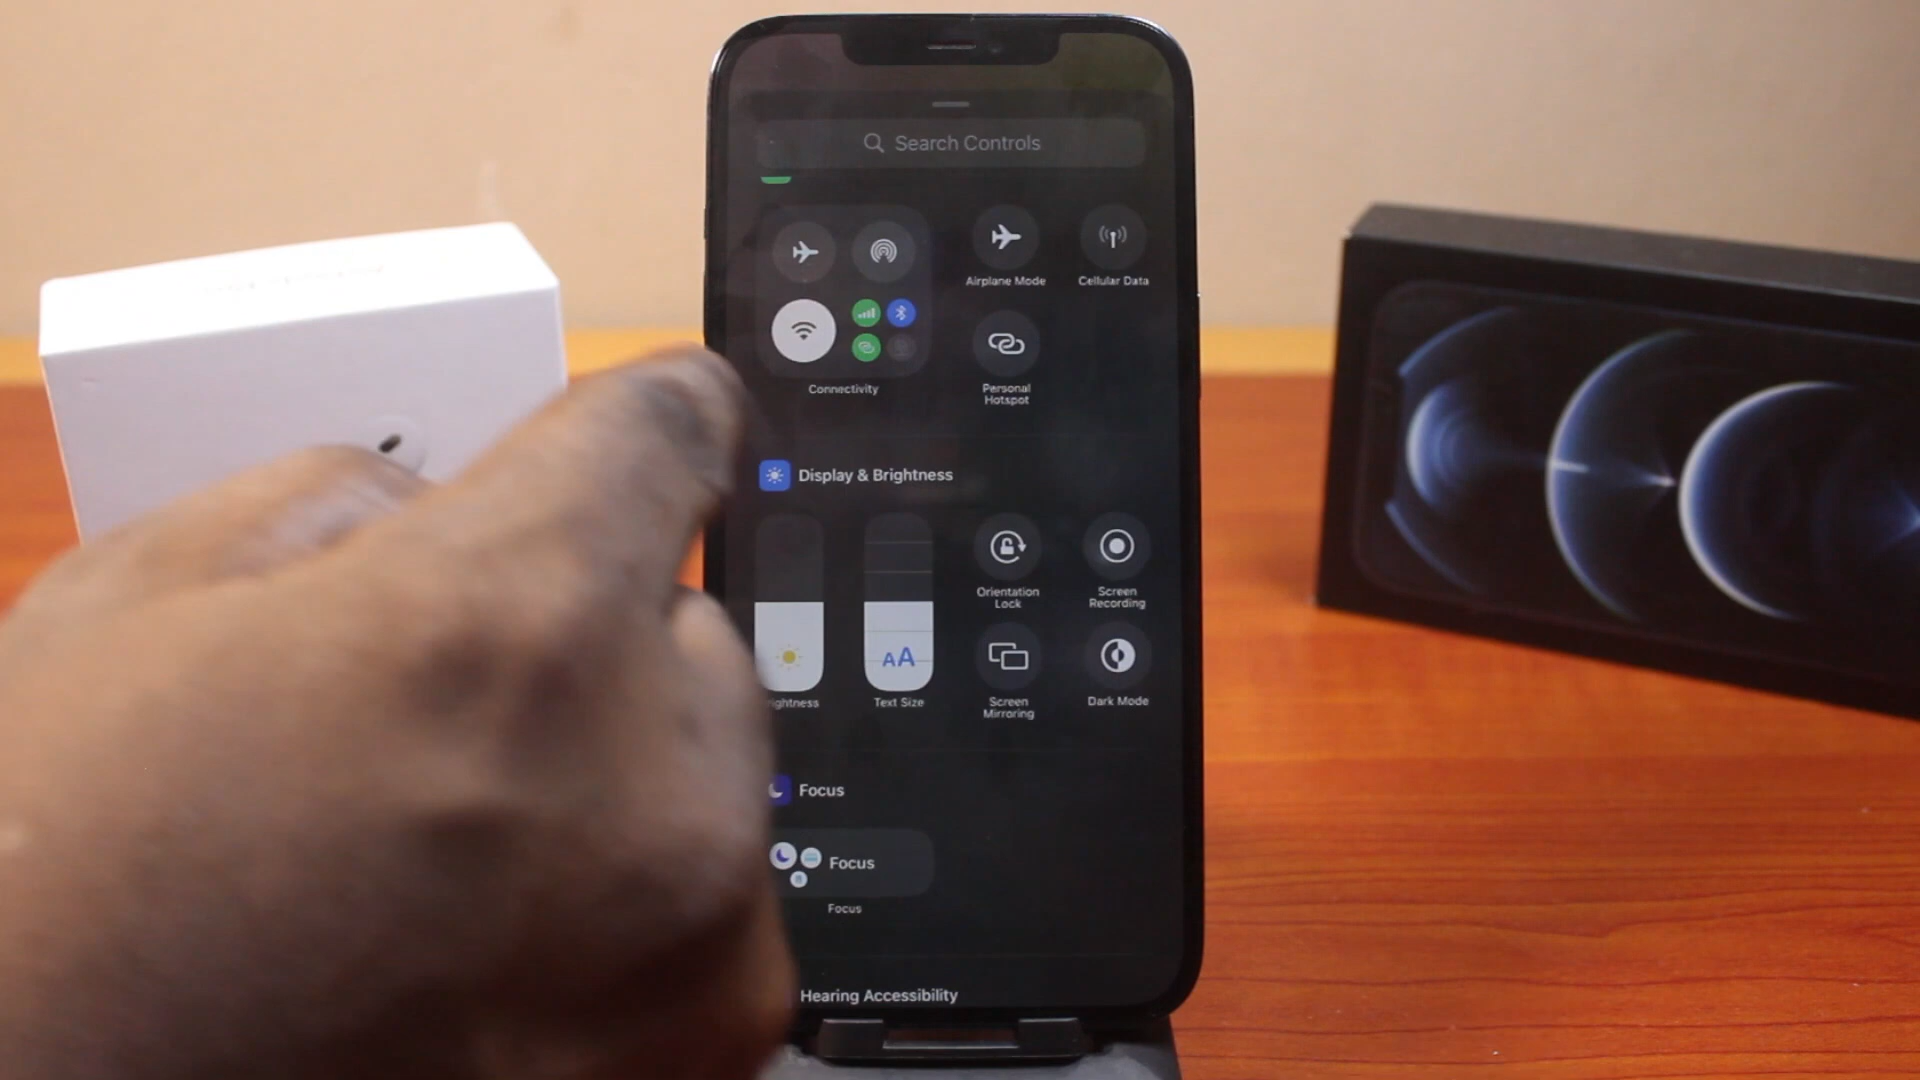 Search Controls
Airplane Mode
Cellular Data
Connectivity
Personal
Hotspot
Display & Brightness
Orientation
Lock
Screen
Recording
AA
ightness
Text Size
Screen
Mirroring
Dark Mode
Focus
Focus
Focus
Hearing Accessibility